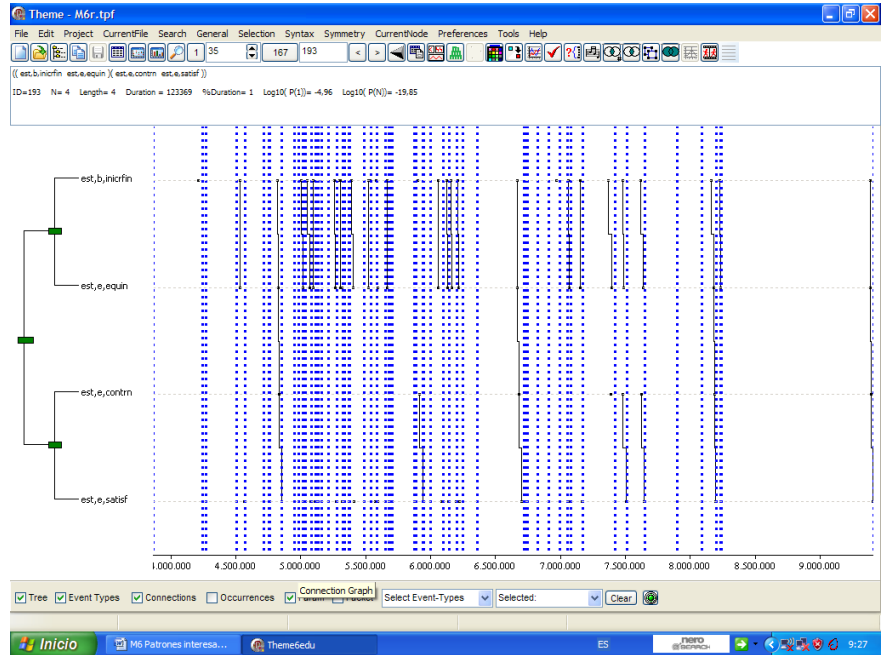 Theme - M6r.tpf
File Edit Project CurrentFile Search General Selection Syntax Symmetry CurrentNode Preferences Tools Help
1 35 167 193 < >
(( est,b,inicrfin est,e,equin )( est,e,contrn est,e,satisf ))
ID=193 N= 4 Length= 4 Duration = 123369 %Duration= 1 Log10( P(1))= -4,96 Log10( P(N))= -19,85
est,b,inicrfin
est,e,equin
est,e,contrn
est,e,satisf
4.500.000 5.000.000 5.500.000 6.000.000 6.500.000 7.000.000 7.500.000 8.000.000 8.500.000 9.000.000
Connection Graph
Tree Event Types Connections Occurrences Select Event-Types Selected: Clear
Inicio M6 Patrones interesa... Theme6edu ES nero SEARCH 9:27